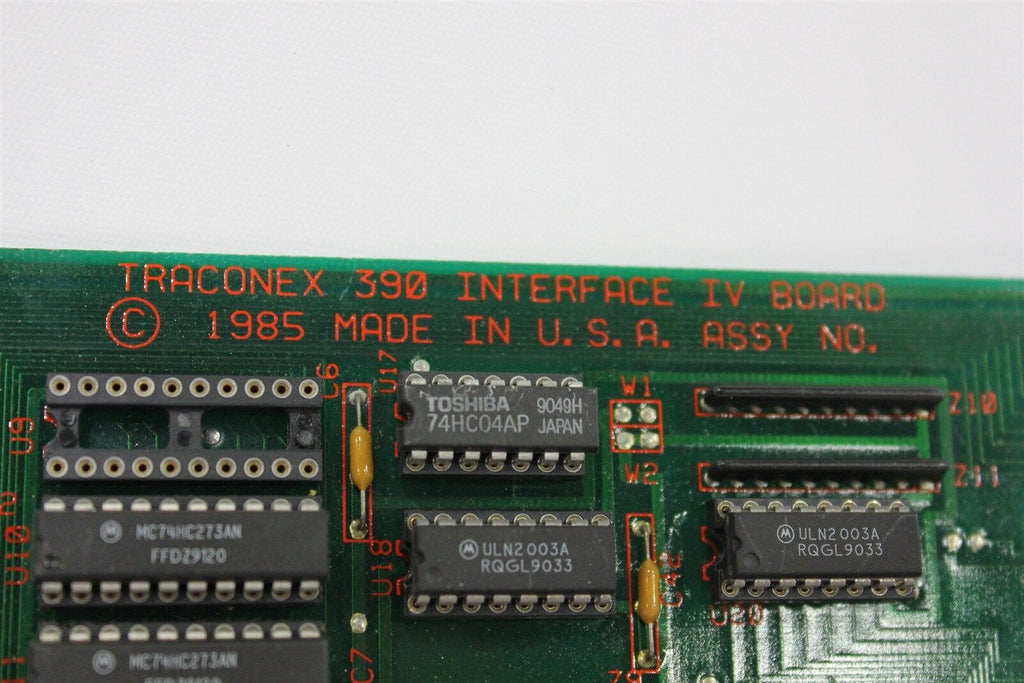 TRACONEX 390 INTERFACE IV BOARD
© 1985 MADE IN U.S.A. ASSY NO.
U9
C6
U17
TOSHIBA 9049H
74HC04AP JAPAN
W1
W2
Z10
Z11
U10
MC74HC273AN
FFDZ9120
U18
ULN2003A
RQGL9033
ULN2003A
RQGL9033
U20
MC74HC273AN
C7